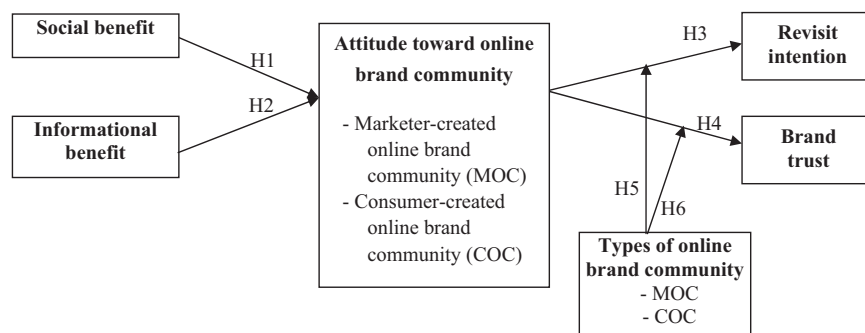 Social benefit
H1
H2
Informational
benefit
Attitude toward online
brand community
- Marketer-created
online brand
community (MOC)
- Consumer-created
online brand
community (COC)
H3
H4
H5
H6
Revisit
intention
Brand
trust
Types of online
brand community
- MOC
- COC